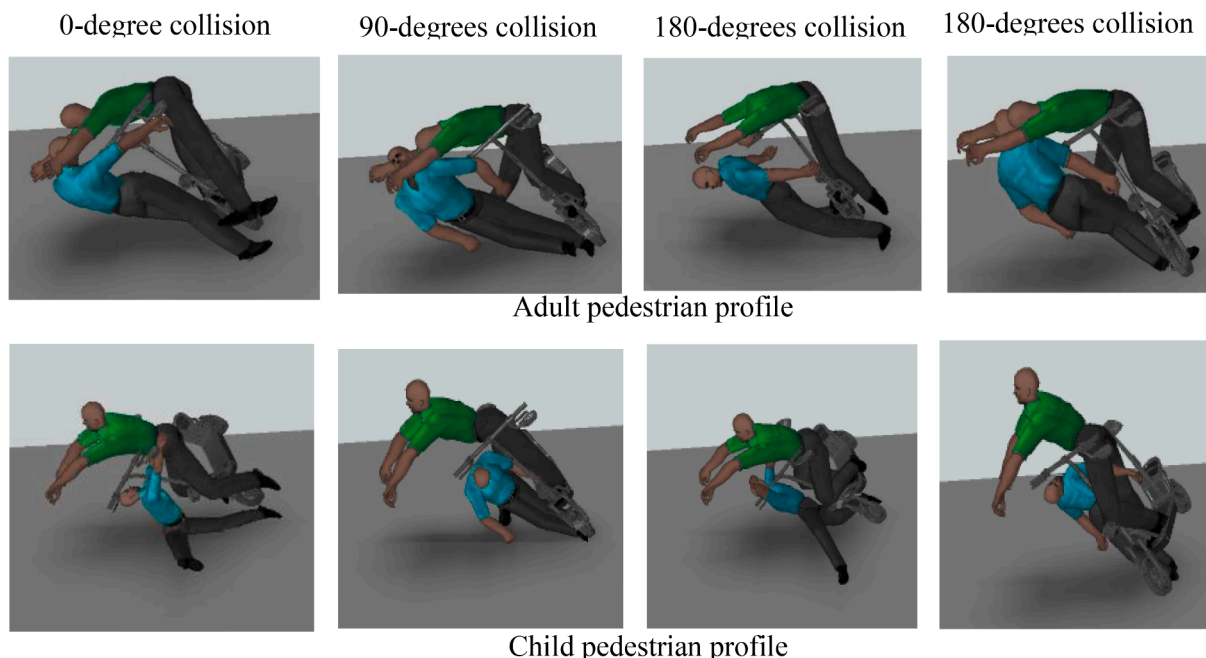 0-degree collision 90-degrees collision 180-degrees collision 180-degrees collision
Adult pedestrian profile
Child pedestrian profile